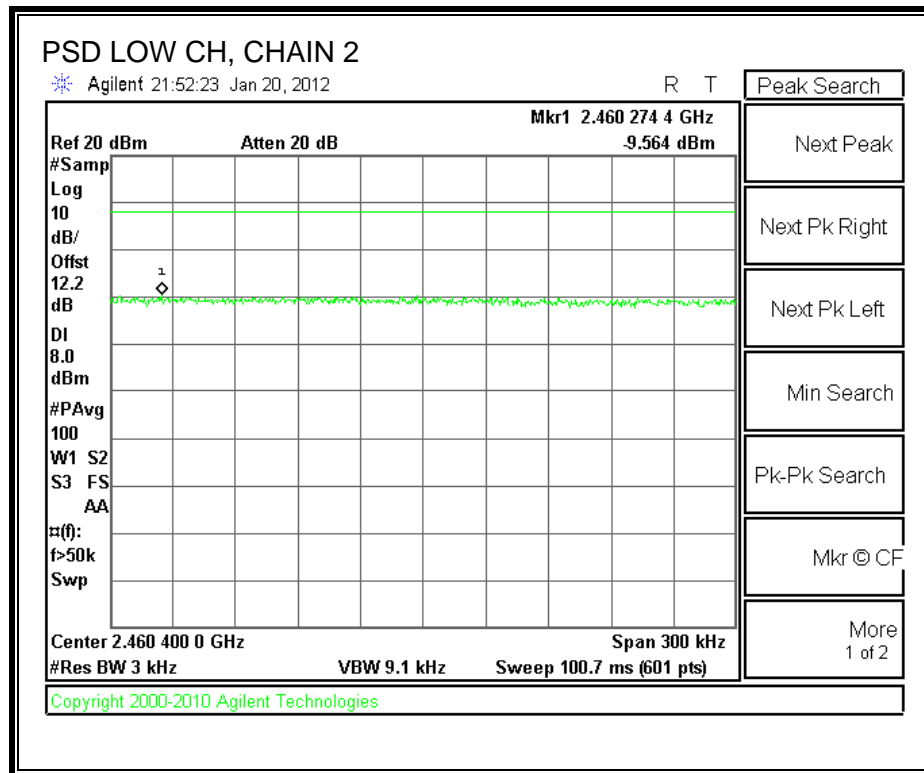 PSD LOW CH, CHAIN 2
Agilent 21:52:23 Jan 20, 2012
R T
Peak Search
Mkr1 2.460 274 4 GHz
Ref 20 dBm
Atten 20 dB
-9.564 dBm
#Samp
Log
10
dB/
Offst
12.2
dB
DI
8.0
dBm
#PAvg
100
W1 S2
S3 FS
AA
¤(f):
f>50k
Swp
1
Center 2.460 400 0 GHz
Span 300 kHz
#Res BW 3 kHz
VBW 9.1 kHz
Sweep 100.7 ms (601 pts)
Next Peak
Next Pk Right
Next Pk Left
Min Search
Pk-Pk Search
Mkr © CF
More
1 of 2
Copyright 2000-2010 Agilent Technologies